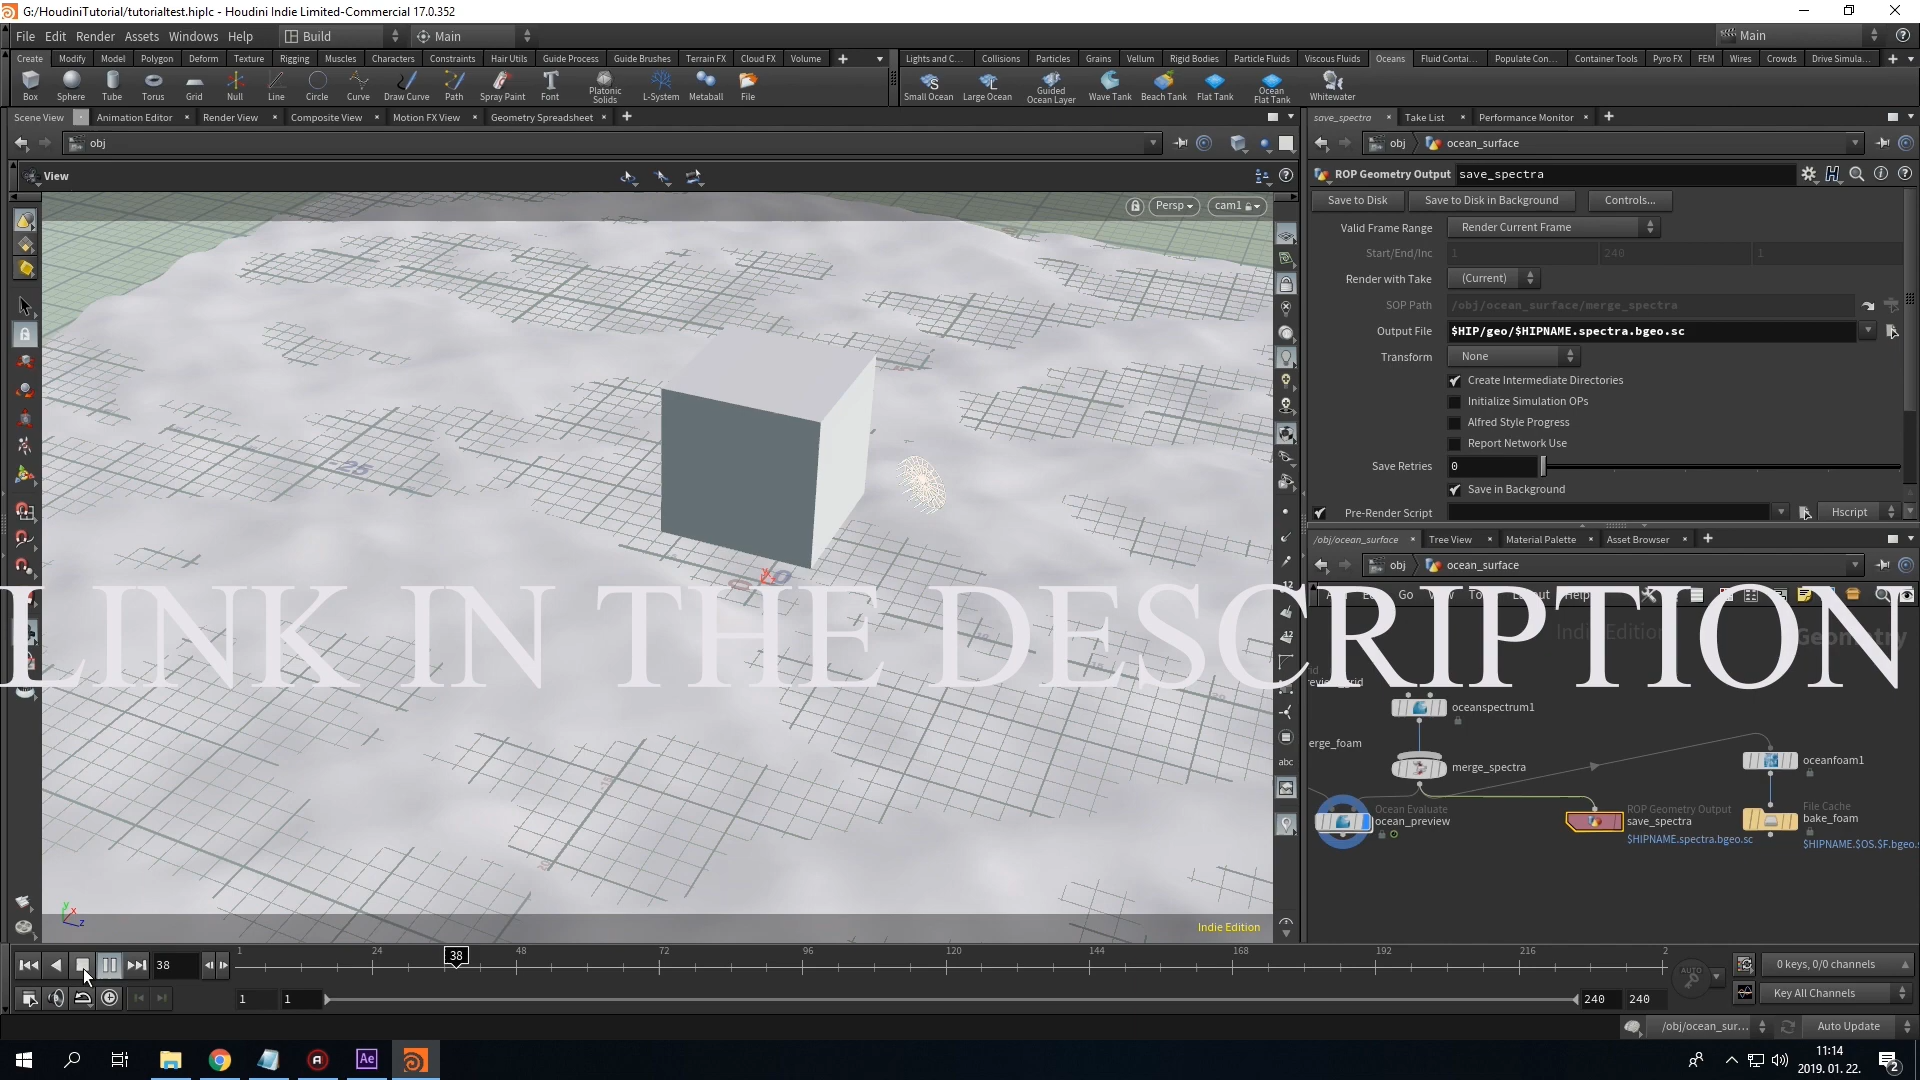 G:/HoudiniTutorial/tutorialtest.hiplc - Houdini Indie Limited-Commercial 17.0.352
File Edit Render Assets Windows Help Build Main Main
Create Modify Model Polygon Deform Texture Rigging Muscles Characters Constraints Hair Utils Guide Process Guide Brushes Terrain FX Cloud FX Volume
Lights and C... Collisions Particles Grains Vellum Rigid Bodies Particle Fluids Viscous Fluids Oceans Fluid Contai... Populate Con... Container Tools Pyro FX FEM Wires Crowds Drive Simula...
Box Sphere Tube Torus Grid Null Line Circle Curve Draw Curve Path Spray Paint Font Platonic Solids L-System Metaball File
Small Ocean Large Ocean Guided Ocean Layer Wave Tank Beach Tank Flat Tank Ocean Flat Tank Whitewater
Scene View Animation Editor Render View Composite View Motion FX View Geometry Spreadsheet
save_spectra Take List Performance Monitor
obj
obj ocean_surface
View
ROP Geometry Output save_spectra
Persp cam1
Save to Disk Save to Disk in Background Controls...
Valid Frame Range Render Current Frame
Start/End/Inc 1 240 1
Render with Take (Current)
SOP Path /obj/ocean_surface/merge_spectra
Output File $HIP/geo/$HIPNAME.spectra.bgeo.sc
Transform None
Create Intermediate Directories
Initialize Simulation OPs
Alfred Style Progress
Report Network Use
Save Retries 0
Save in Background
Pre-Render Script Hscript
/obj/ocean_surface Tree View Material Palette Asset Browser
obj ocean_surface
Go Help
LINK IN THE DESCRIPTION
Indie Edition Geometry
-25
oceanspectrum1
erge_foam
merge_spectra
oceanfoam1
Ocean Evaluate
ocean_preview
ROP Geometry Output
save_spectra
$HIPNAME.spectra.bgeo.sc
File Cache
bake_foam
$HIPNAME.$OS.$F.bgeo.s
abc
Indie Edition
1 24 48 72 96 120 144 168 192 216 2
38
38
0 keys, 0/0 channels
AUTO
1 1 240 240
Key All Channels
/obj/ocean_sur... Auto Update
Ae
11:14
2019. 01. 22.
2